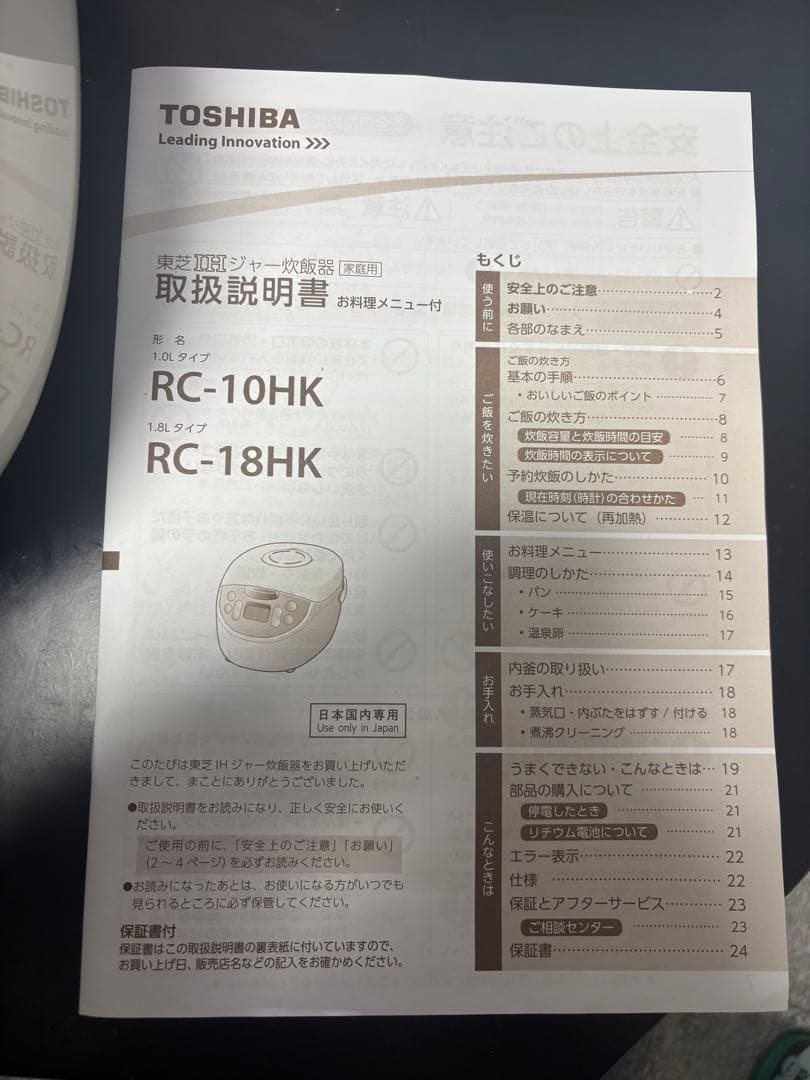 TOSHIBA
Leading Innovation >>>
東芝IHジャー炊飯器 家庭用
取扱説明書 お料理メニュー付
形 名
1.0Lタイプ
RC-10HK
1.8Lタイプ
RC-18HK
日本国内専用
Use only in Japan
このたびは東芝IHジャー炊飯器をお買い上げいただ
きまして、まことにありがとうございました。
●取扱説明書をお読みになり、正しく安全にお使いく
ださい。
ご使用の前に、「安全上のご注意」「お願い」
(2～4ページ)を必ずお読みください。
●お読みになったあとは、お使いになる方がいつでも
見られるところに必ず保管してください。
保証書付
保証書はこの取扱説明書の裏表紙に付いていますので、
お買い上げ日、販売店名などの記入をお確かめください。
もくじ
使う前に
安全上のご注意……………2
お願い……………4
各部のなまえ……………5
ご飯を炊きたい
ご飯の炊き方
基本の手順……………6
・おいしいご飯のポイント……………7
ご飯の炊き方……………8
炊飯容量と炊飯時間の目安………8
炊飯時間の表示について………9
予約炊飯のしかた……………10
現在時刻(時計)の合わせかた…11
保温について(再加熱)……………12
使いこなしたい
お料理メニュー……………13
調理のしかた……………14
・パン……………15
・ケーキ……………16
・温泉卵……………17
お手入れ
内釜の取り扱い……………17
お手入れ……………18
・蒸気口・内ぶたをはずす/付ける 18
・煮沸クリーニング……………18
こんなときは
うまくできない・こんなときは…19
部品の購入について……………21
停電したとき……………21
リチウム電池について……………21
エラー表示……………22
仕様……………22
保証とアフターサービス……………23
ご相談センター……………23
保証書……………24